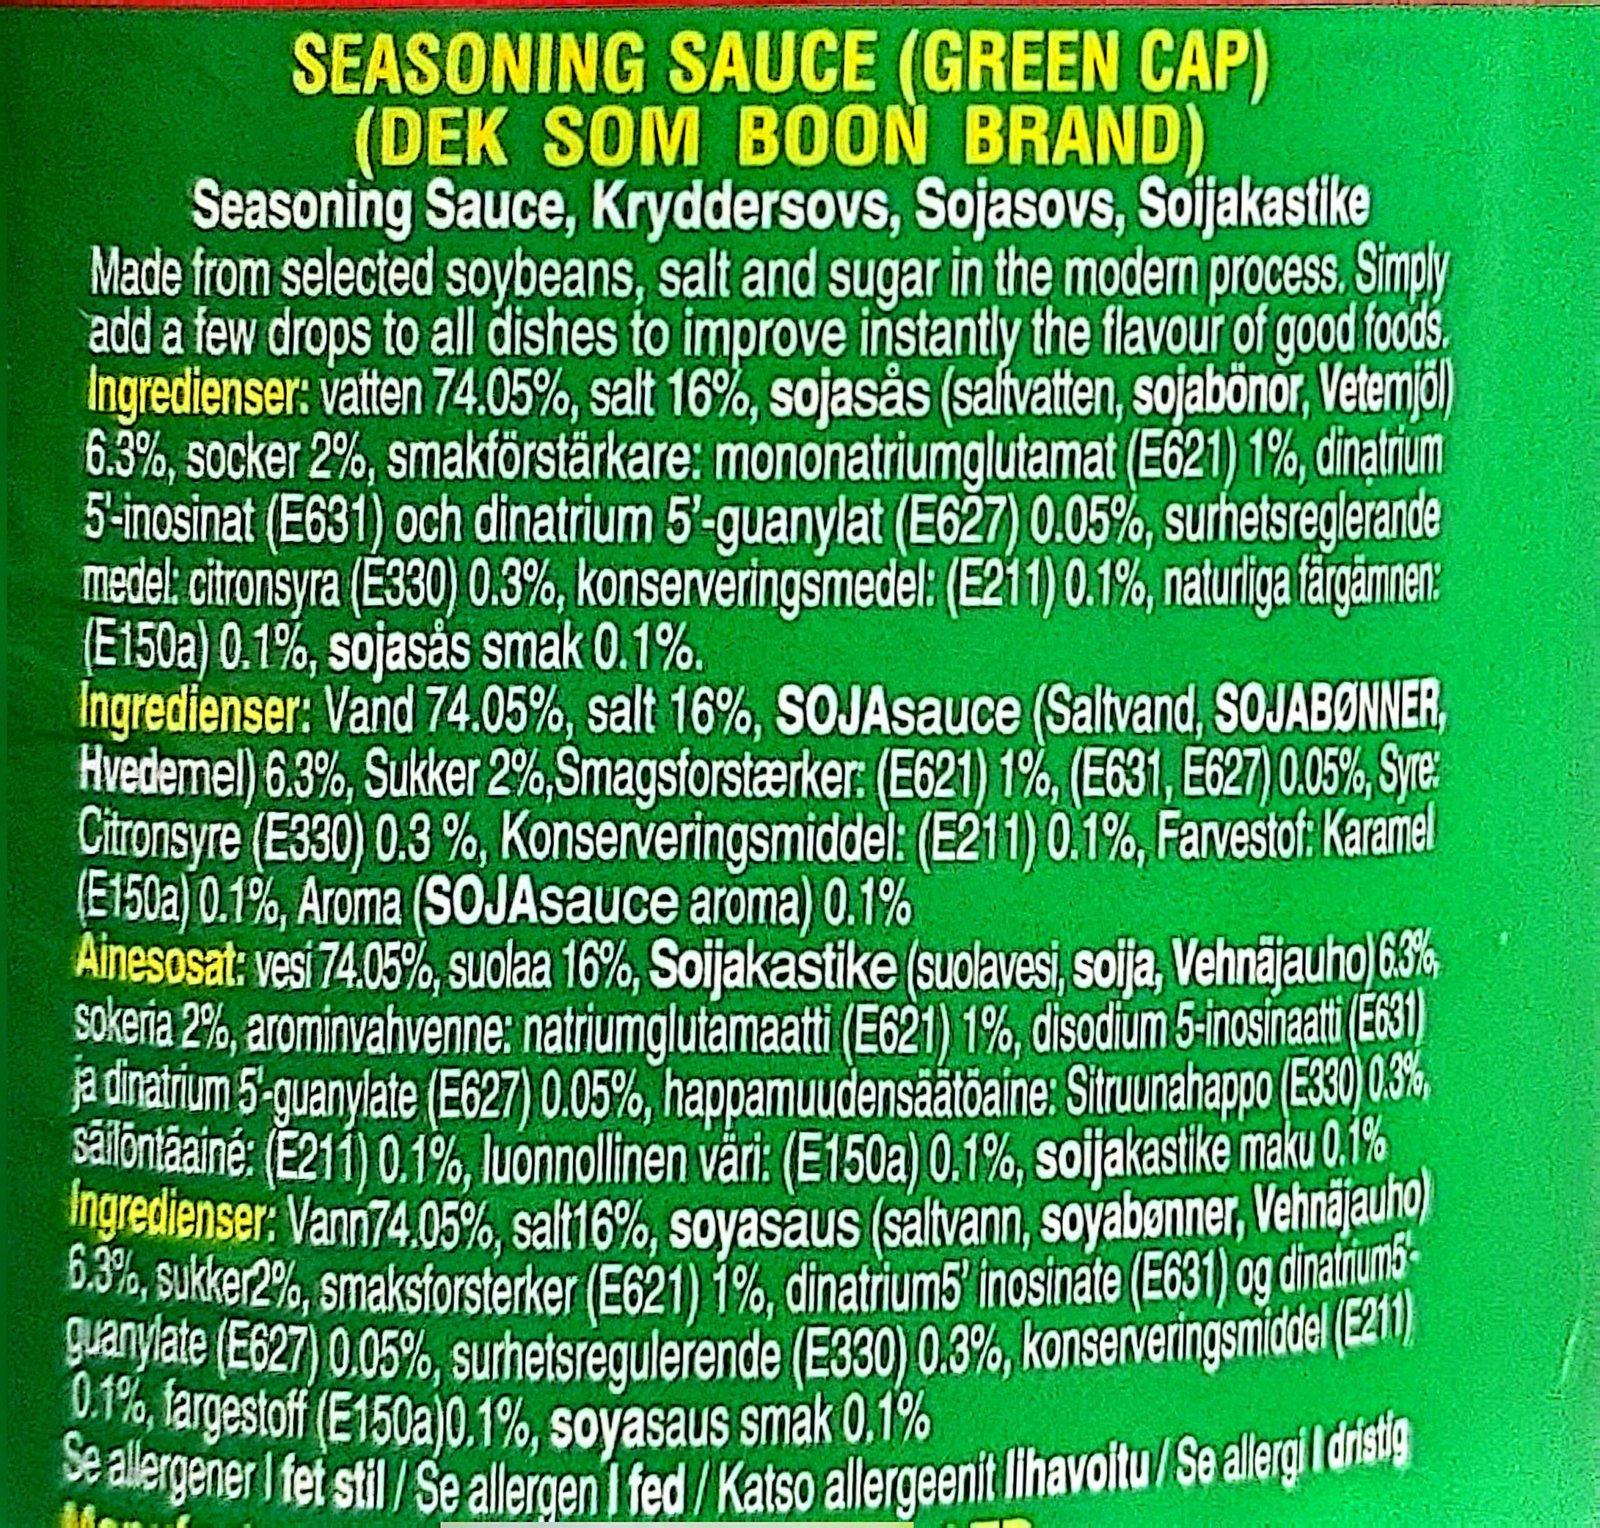 SEASONING SAUCE (GREEN CAP)
(DEK SOM BOON BRAND)
Seasoning Sauce, Kryddersovs, Sojasovs, Soijakastike
Made from selected soybeans, salt and sugar in the modern process. Simply
add a few drops to all dishes to improve instantly the flavour of good foods.
Ingredienser: vatten 74.05%, salt 16%, sojasås (saltvatten, sojabönor, Vetemjöl)
6.3%, socker 2%, smakförstärkare: mononatriumglutamat (E621) 1%, dinatrium
5'-inosinat (E631) och dinatrium 5'-guanylat (E627) 0.05%, surhetsreglerande
medel: citronsyra (E330) 0.3%, konserveringsmedel: (E211) 0.1%, naturliga färgämnen:
(E150a) 0.1%, sojasås smak 0.1%.
Ingredienser: Vand 74.05%, salt 16%, SOJAsauce (Saltvand, SOJABØNNER,
Hvedemel) 6.3%, Sukker 2%,Smagsforstærker: (E621) 1%, (E631, E627) 0.05%, Syre:
Citronsyre (E330) 0.3 %, Konserveringsmiddel: (E211) 0.1%, Farvestof: Karamel
(E150a) 0.1%, Aroma (SOJAsauce aroma) 0.1%
Ainesosat: vesi 74.05%, suolaa 16%, Soijakastike (suolavesi, soija, Vehnäjauho) 6.3%,
sokeria 2%, arominvahvenne: natriumglutamaatti (E621) 1%, disodium 5-inosinaatti (E631)
ja dinatrium 5'-guanylate (E627) 0.05%, happamuudensäätöaine: Sitruunahappo (E330) 0.3%,
säilöntäainé: (E211) 0.1%, luonnollinen väri: (E150a) 0.1%, soijakastike maku 0.1%
Ingredienser: Vann74.05%, salt16%, soyasaus (saltvann, soyabønner, Vehnäjauho)
6.3%, sukker2%, smaksforsterker (E621) 1%, dinatrium5' inosinate (E631) og dinatrium5'-
guanylate (E627) 0.05%, surhetsregulerende (E330) 0.3%, konserveringsmiddel (E211)
0.1%, fargestoff (E150a)0.1%, soyasaus smak 0.1%
Se allergener I fet stil / Se allergen I fed / Katso allergeenit lihavoitu / Se allergi I dristig